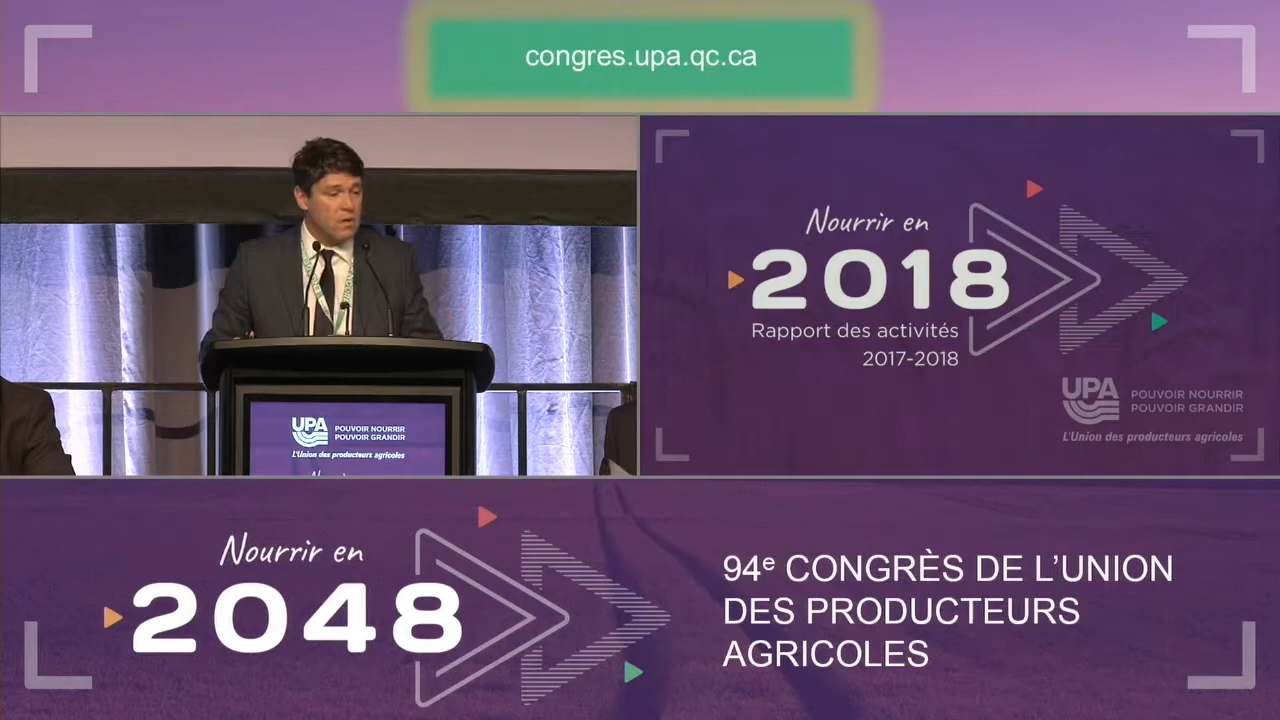 congres.upa.qc.ca
Nourrir en
2018
Rapport des activités
2017-2018
UPA POUVOIR NOURRIR
POUVOIR GRANDIR
L'Union des producteurs agricoles
UPA POUVOIR NOURRIR
POUVOIR GRANDIR
L'Union des producteurs agricoles
Nourrir en
2048
94e CONGRÈS DE L'UNION
DES PRODUCTEURS
AGRICOLES